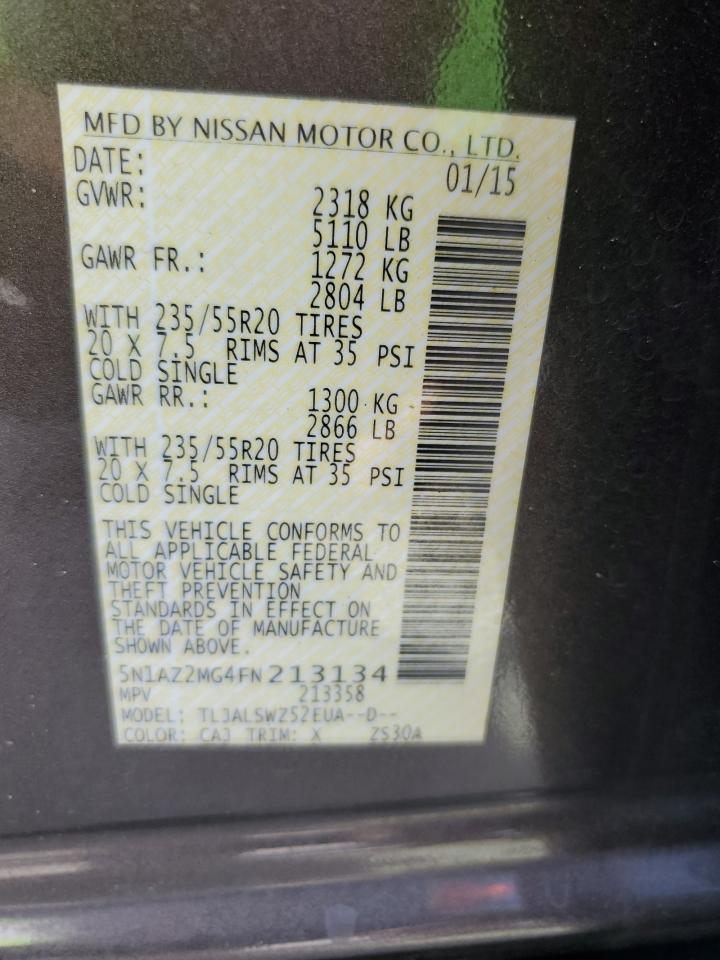 MFD BY NISSAN MOTOR CO., LTD.
DATE: 01/15
GVWR: 2318 KG
5110 LB
GAWR FR.: 1272 KG
2804 LB
WITH 235/55R20 TIRES
20 X 7.5 RIMS AT 35 PSI
COLD SINGLE
GAWR RR.: 1300 KG
2866 LB
WITH 235/55R20 TIRES
20 X 7.5 RIMS AT 35 PSI
COLD SINGLE
THIS VEHICLE CONFORMS TO
ALL APPLICABLE FEDERAL
MOTOR VEHICLE SAFETY AND
THEFT PREVENTION
STANDARDS IN EFFECT ON
THE DATE OF MANUFACTURE
SHOWN ABOVE.
5N1AZ2MG4FN213134
MPV 213358
MODEL: TLJALSWZ52EUA--D--
COLOR: CAJ TRIM: X ZS30A